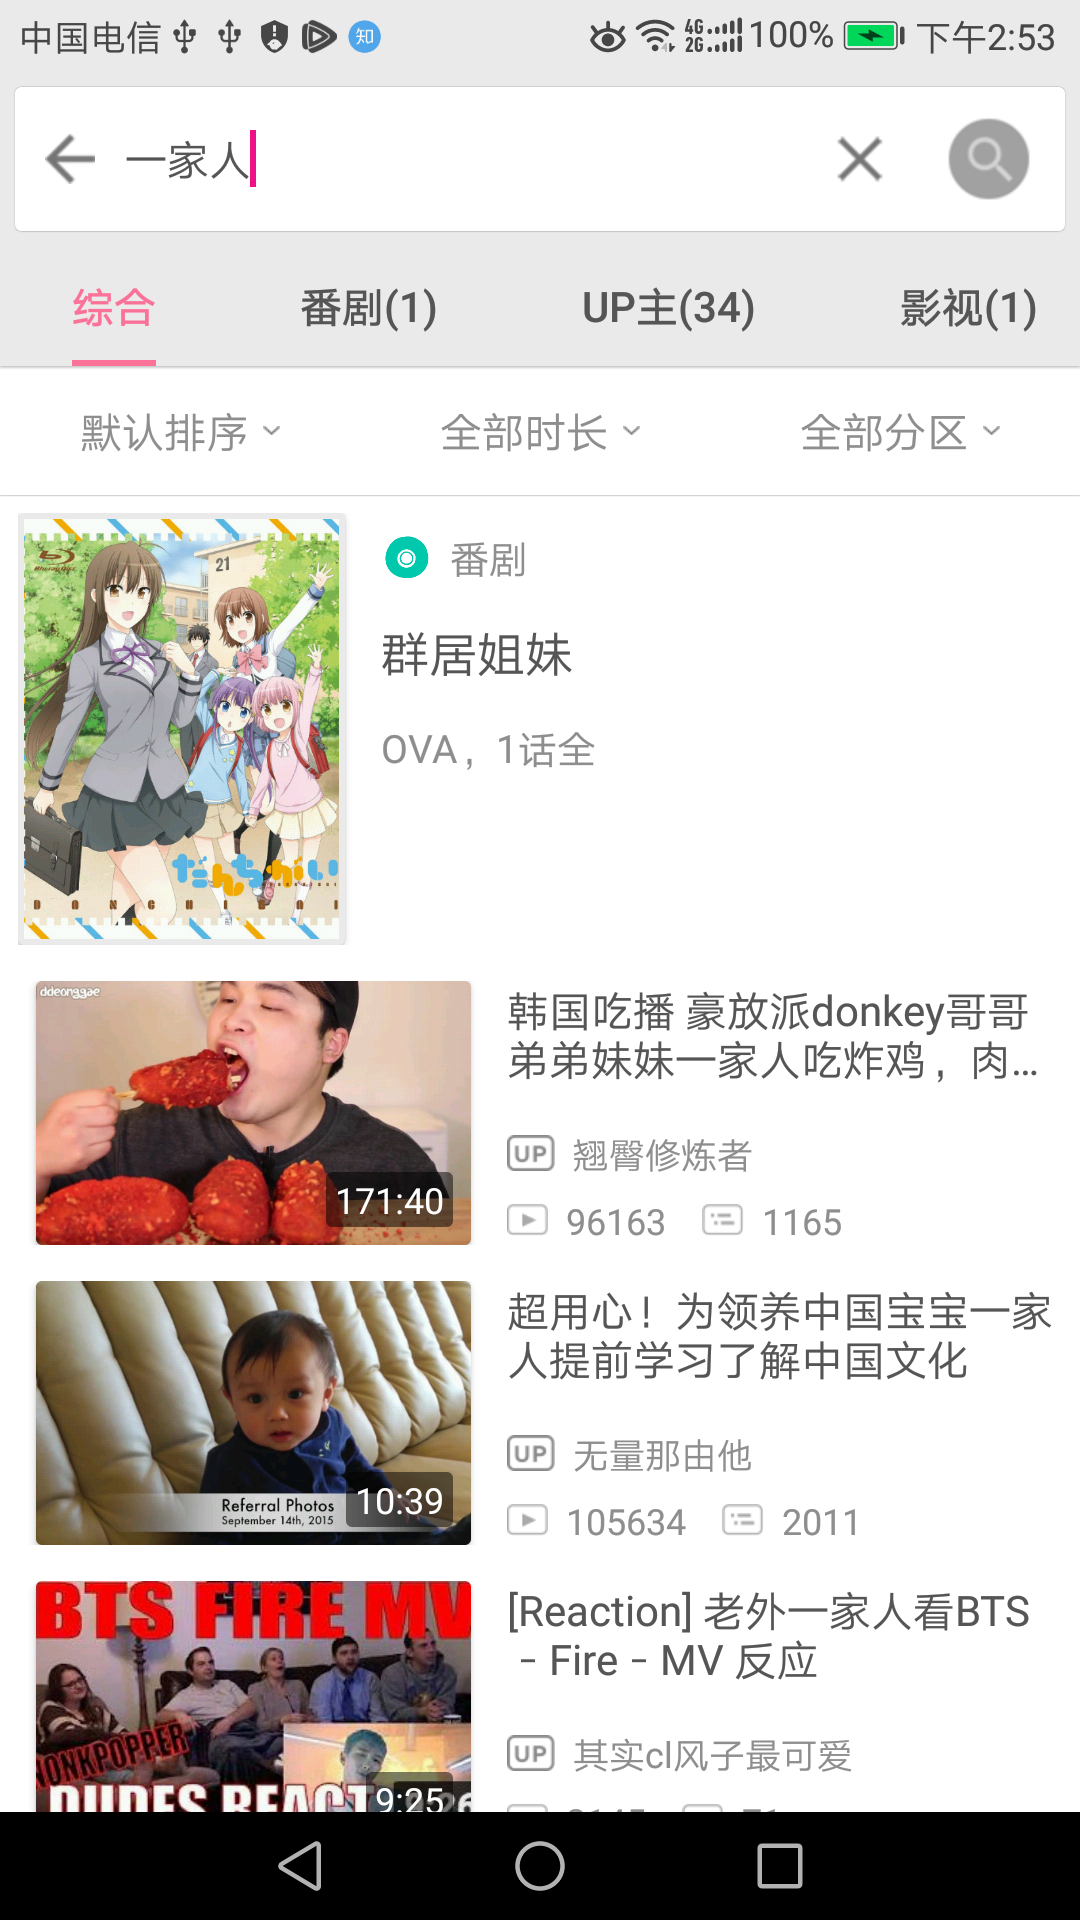 中国电信 知 4G 2G 100% 下午2:53
一家人
综合 番剧(1) UP主(34) 影视(1)
默认排序 全部时长 全部分区
21
DANCHIGAI
番剧
群居姐妹
OVA，1话全
ddeonggae
171:40
韩国吃播 豪放派donkey哥哥
弟弟妹妹一家人吃炸鸡，肉...
UP 翘臀修炼者
96163 1165
Referral Photos
September 14th, 2015
10:39
超用心！为领养中国宝宝一家
人提前学习了解中国文化
UP 无量那由他
105634 2011
BTS FIRE MV
DUDES REACT
9:25
[Reaction] 老外一家人看BTS
- Fire - MV 反应
UP 其实cl风子最可爱